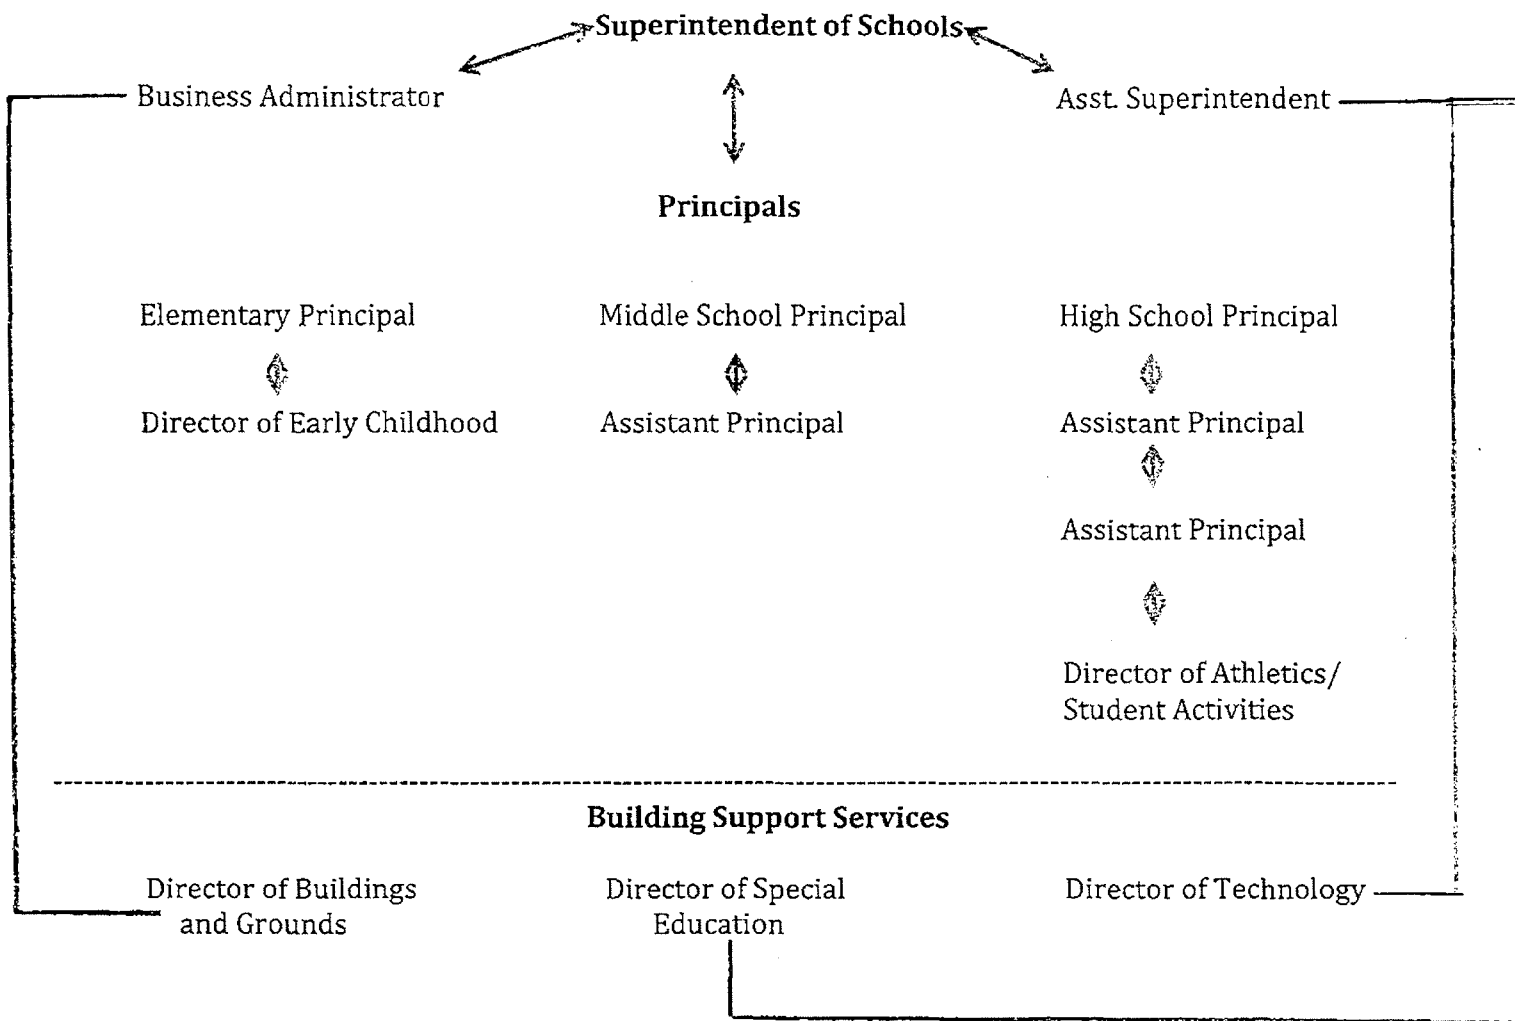 Superintendent of Schools
Business Administrator
Asst. Superintendent
Principals
Elementary Principal
Middle School Principal
High School Principal
Director of Early Childhood
Assistant Principal
Assistant Principal
Assistant Principal
Director of Athletics/
Student Activities
Building Support Services
Director of Buildings
and Grounds
Director of Special
Education
Director of Technology